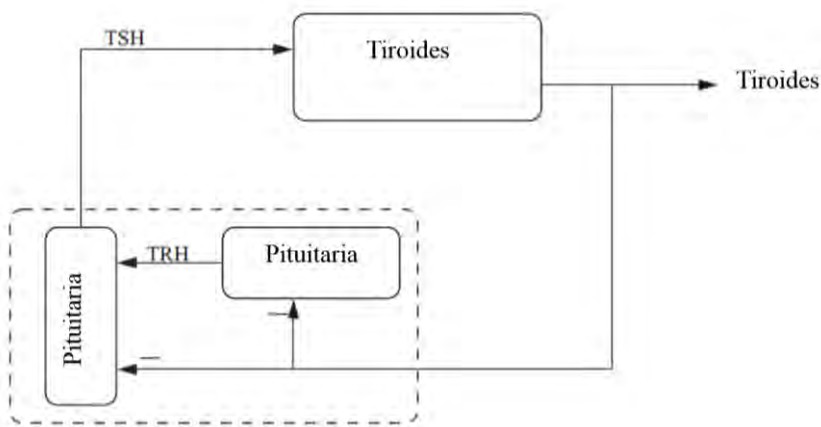 TSH
Tiroides
Tiroides
TRH
Pituitaria
Pituitaria
—
—